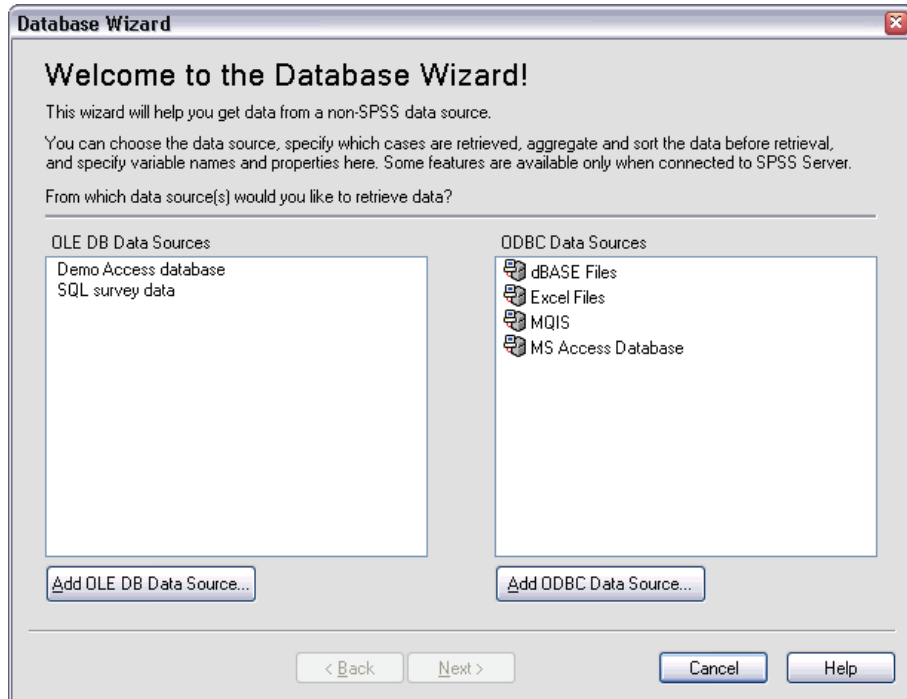 Database Wizard
Welcome to the Database Wizard!
This wizard will help you get data from a non-SPSS data source.
You can choose the data source, specify which cases are retrieved, aggregate and sort the data before retrieval,
and specify variable names and properties here. Some features are available only when connected to SPSS Server.
From which data source(s) would you like to retrieve data?
OLE DB Data Sources
Demo Access database
SQL survey data
ODBC Data Sources
dBASE Files
Excel Files
MQIS
MS Access Database
Add OLE DB Data Source...
Add ODBC Data Source...
< Back
Next >
Cancel
Help